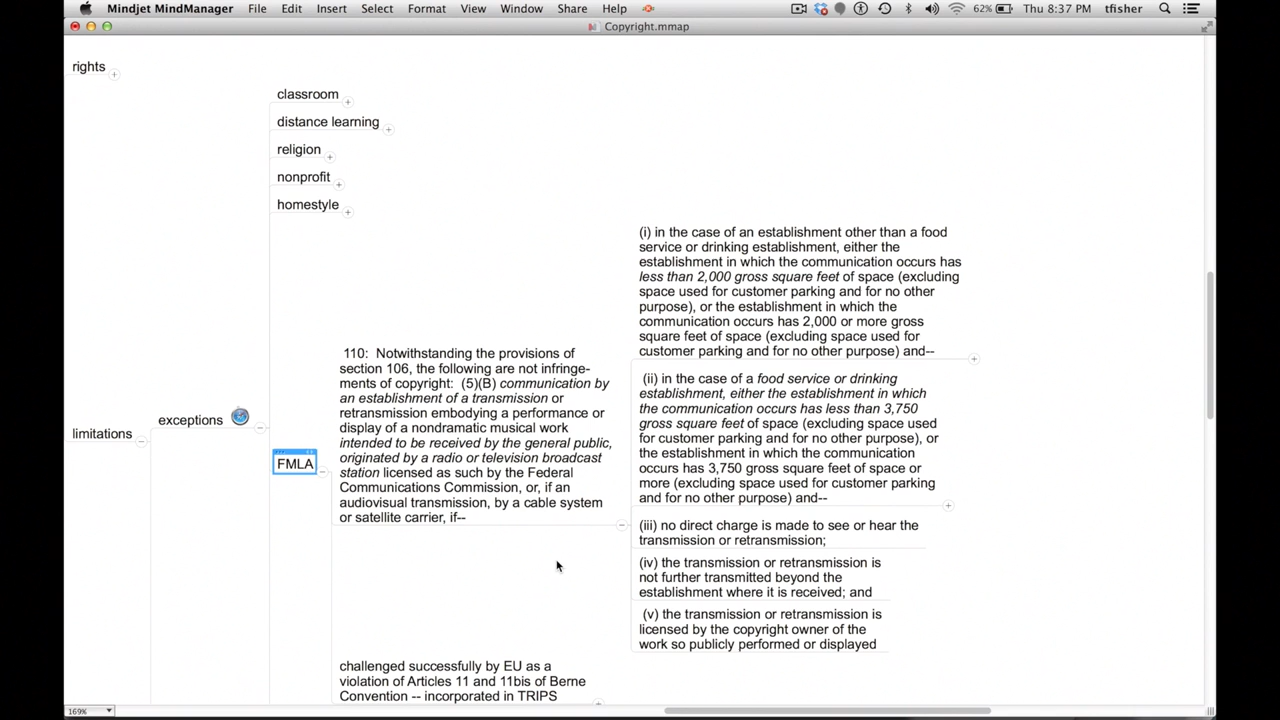 Mindjet MindManager File Edit Insert Select Format View Window Share Help 62% Thu 8:37 PM tfisher
Copyright.mmap
rights
classroom
distance learning
religion
nonprofit
homestyle
(i) in the case of an establishment other than a food
service or drinking establishment, either the
establishment in which the communication occurs has
less than 2,000 gross square feet of space (excluding
space used for customer parking and for no other
purpose), or the establishment in which the
communication occurs has 2,000 or more gross
square feet of space (excluding space used for
customer parking and for no other purpose) and--
110: Notwithstanding the provisions of
section 106, the following are not infringe-
ments of copyright: (5)(B) communication by
an establishment of a transmission or
retransmission embodying a performance or
display of a nondramatic musical work
intended to be received by the general public,
originated by a radio or television broadcast
station licensed as such by the Federal
Communications Commission, or, if an
audiovisual transmission, by a cable system
or satellite carrier, if--
(ii) in the case of a food service or drinking
establishment, either the establishment in which
the communication occurs has less than 3,750
gross square feet of space (excluding space used
for customer parking and for no other purpose), or
the establishment in which the communication
occurs has 3,750 gross square feet of space or
more (excluding space used for customer parking
and for no other purpose) and--
exceptions
limitations
FMLA
(iii) no direct charge is made to see or hear the
transmission or retransmission;
(iv) the transmission or retransmission is
not further transmitted beyond the
establishment where it is received; and
(v) the transmission or retransmission is
licensed by the copyright owner of the
work so publicly performed or displayed
challenged successfully by EU as a
violation of Articles 11 and 11bis of Berne
Convention -- incorporated in TRIPS
169%